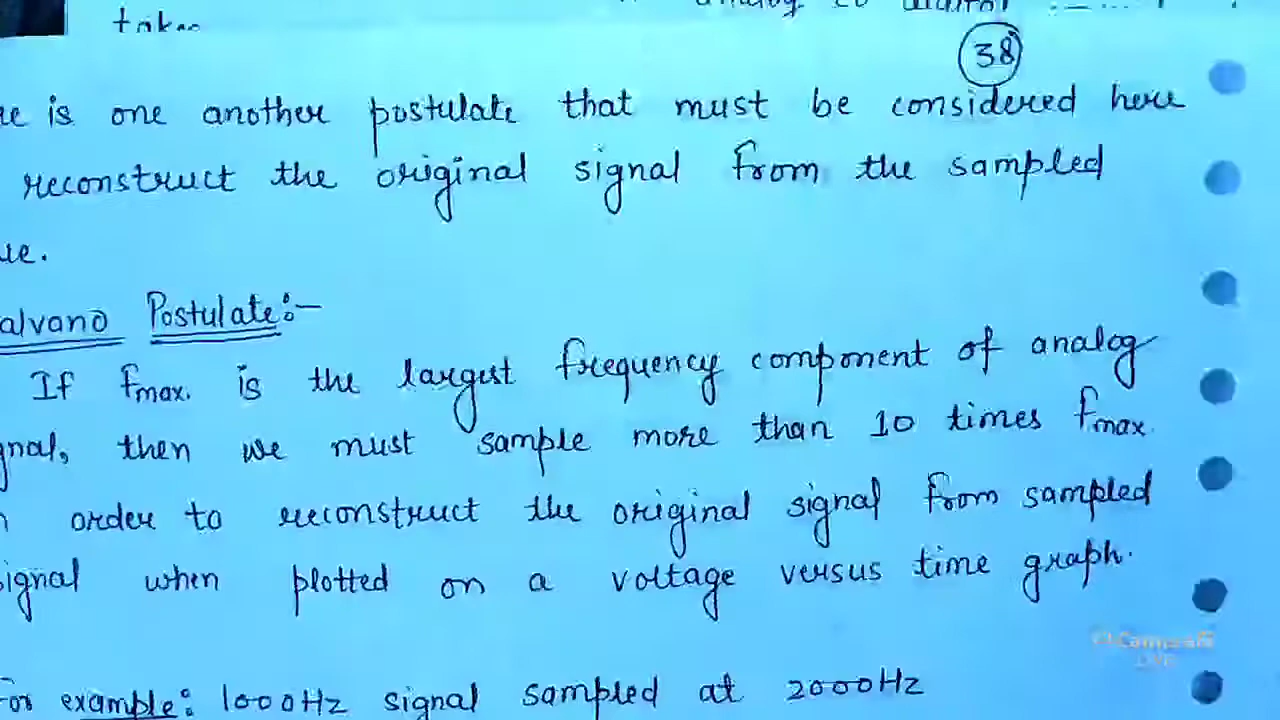 analog to digital
38
is one another postulate that must be considered here
reconstruct the original signal from the sampled
alvano Postulate:-
If fmax. is the largest frequency component of analog
gnal, then we must sample more than 10 times fmax.
order to reconstruct the original signal from sampled
signal when plotted on a voltage versus time graph.
For example: 1000Hz signal sampled at 2000Hz